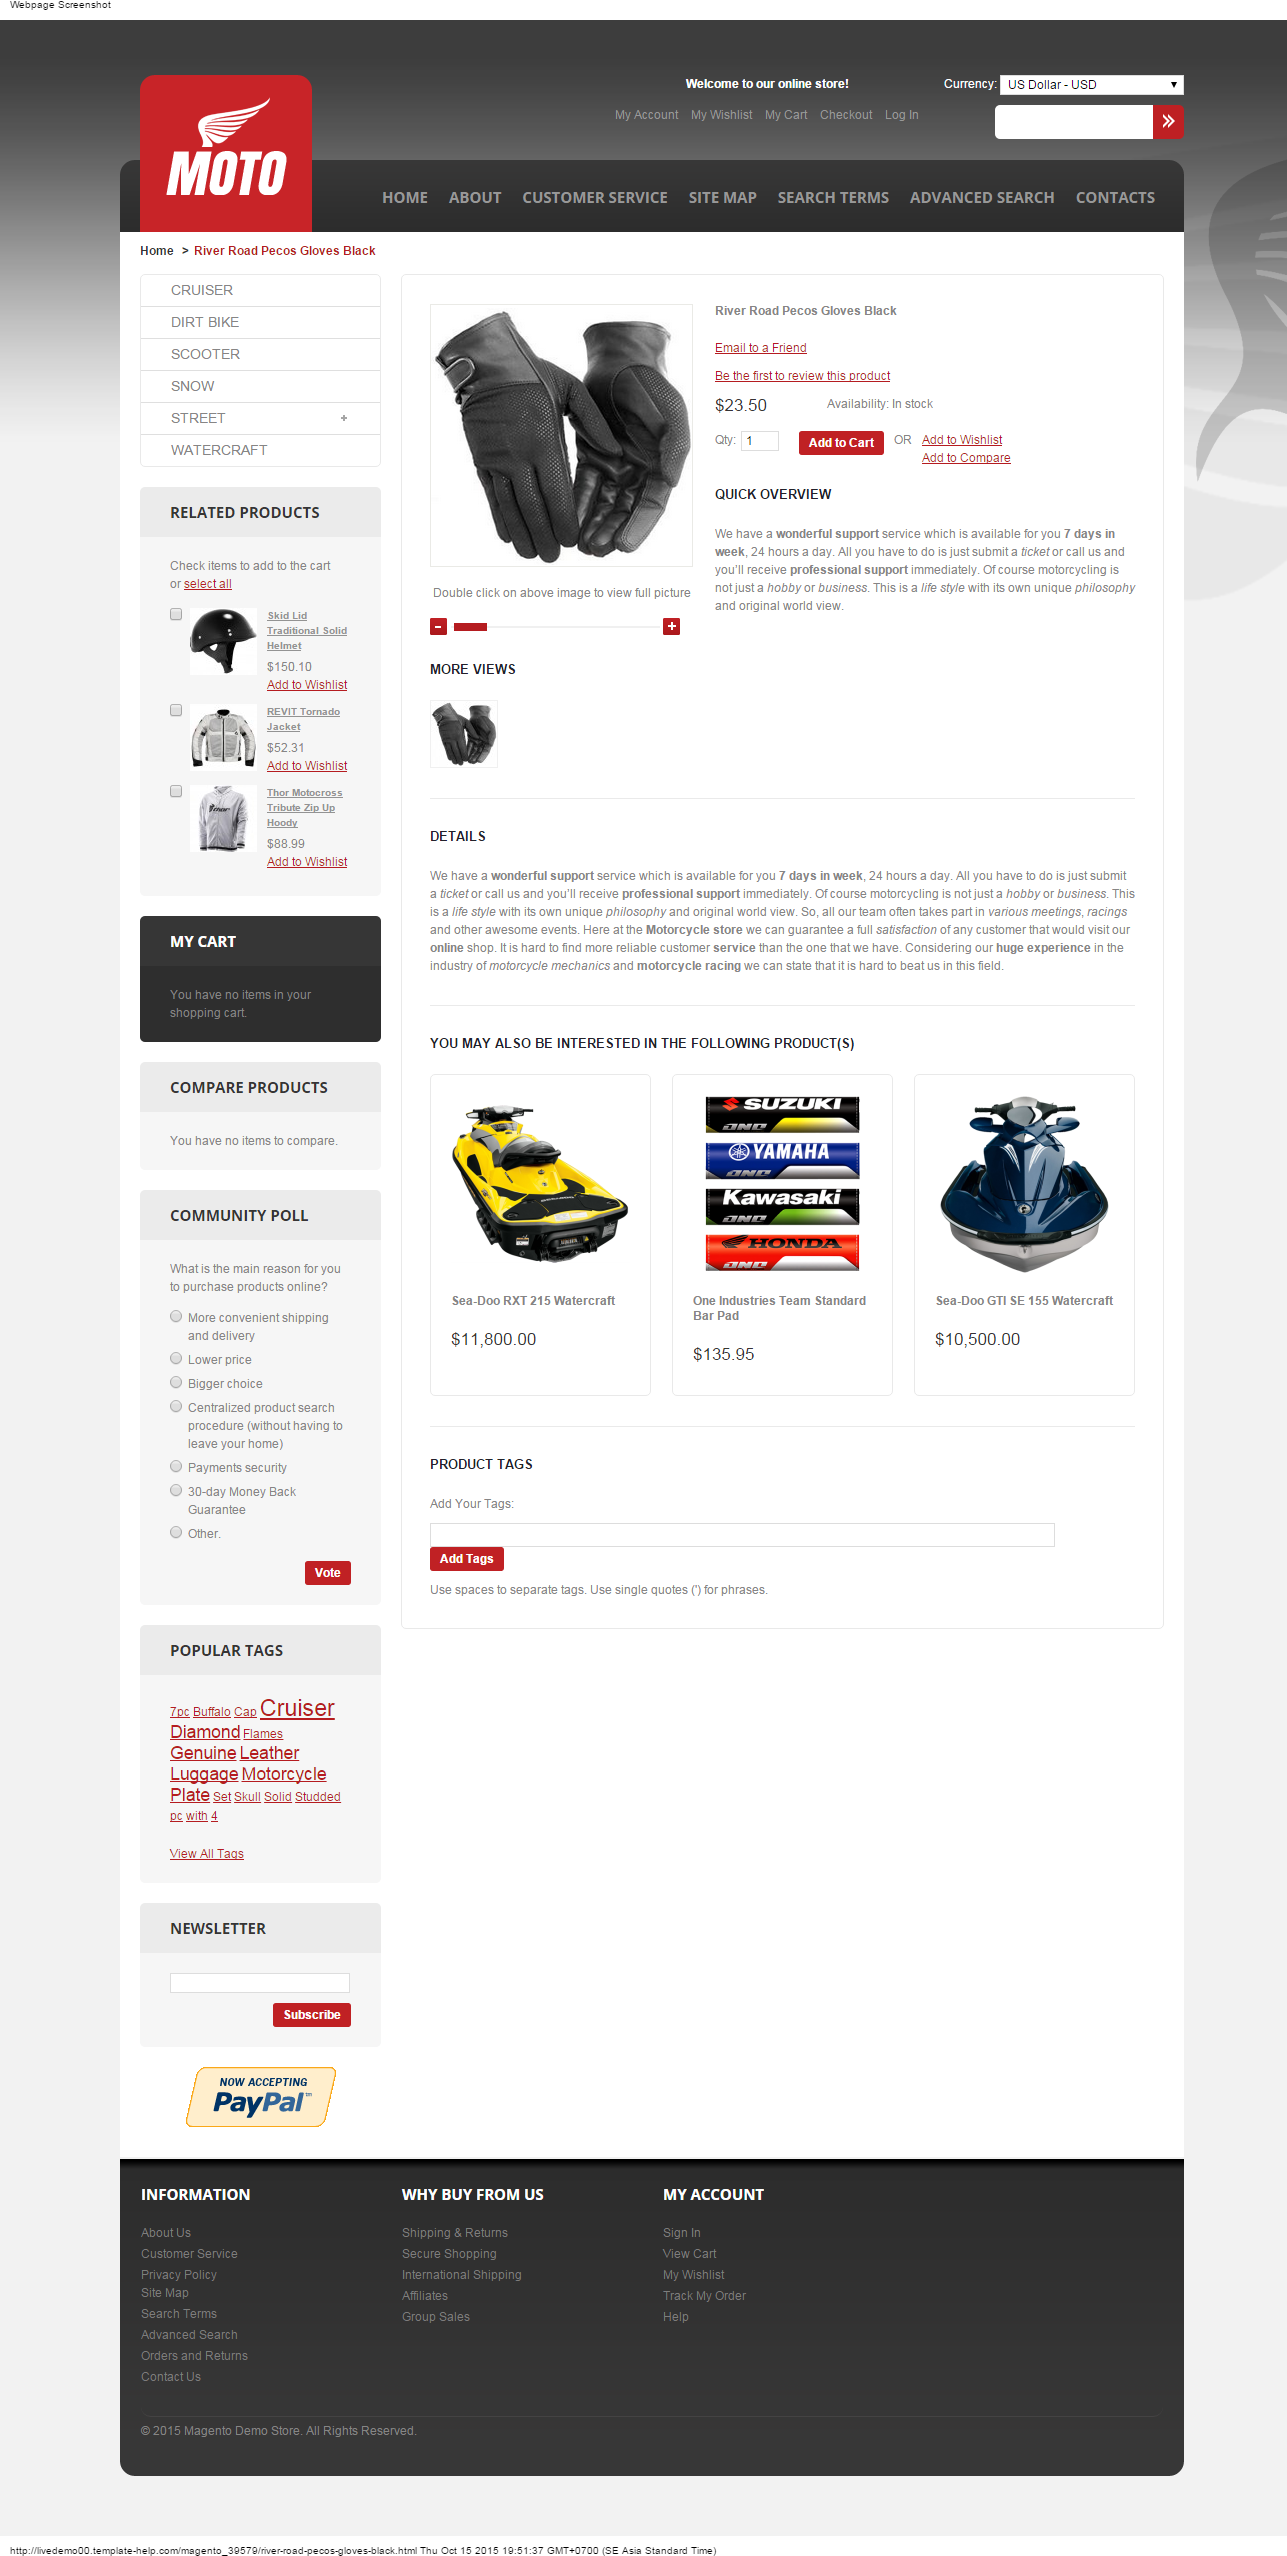 Webpage Screenshot
Welcome to our online store!
Currency: US Dollar - USD
My Account My Wishlist My Cart Checkout Log In
MOTO
HOME ABOUT CUSTOMER SERVICE SITE MAP SEARCH TERMS ADVANCED SEARCH CONTACTS
Home > River Road Pecos Gloves Black
CRUISER
DIRT BIKE
SCOOTER
SNOW
STREET +
WATERCRAFT
RELATED PRODUCTS
Check items to add to the cart
or select all
Skid Lid
Traditional Solid
Helmet
$150.10
Add to Wishlist
REVIT Tornado
Jacket
$52.31
Add to Wishlist
Thor Motocross
Tribute Zip Up
Hoody
$88.99
Add to Wishlist
MY CART
You have no items in your
shopping cart.
COMPARE PRODUCTS
You have no items to compare.
COMMUNITY POLL
What is the main reason for you
to purchase products online?
More convenient shipping
and delivery
Lower price
Bigger choice
Centralized product search
procedure (without having to
leave your home)
Payments security
30-day Money Back
Guarantee
Other.
Vote
POPULAR TAGS
7pc Buffalo Cap Cruiser
Diamond Flames
Genuine Leather
Luggage Motorcycle
Plate Set Skull Solid Studded
pc with 4
View All Tags
NEWSLETTER
Subscribe
NOW ACCEPTING
PayPal™
River Road Pecos Gloves Black
Email to a Friend
Be the first to review this product
$23.50 Availability: In stock
Qty: 1 Add to Cart OR Add to Wishlist
Add to Compare
QUICK OVERVIEW
We have a wonderful support service which is available for you 7 days in
week, 24 hours a day. All you have to do is just submit a ticket or call us and
you'll receive professional support immediately. Of course motorcycling is
not just a hobby or business. This is a life style with its own unique philosophy
and original world view.
Double click on above image to view full picture
- +
MORE VIEWS
DETAILS
We have a wonderful support service which is available for you 7 days in week, 24 hours a day. All you have to do is just submit
a ticket or call us and you'll receive professional support immediately. Of course motorcycling is not just a hobby or business. This
is a life style with its own unique philosophy and original world view. So, all our team often takes part in various meetings, racings
and other awesome events. Here at the Motorcycle store we can guarantee a full satisfaction of any customer that would visit our
online shop. It is hard to find more reliable customer service than the one that we have. Considering our huge experience in the
industry of motorcycle mechanics and motorcycle racing we can state that it is hard to beat us in this field.
YOU MAY ALSO BE INTERESTED IN THE FOLLOWING PRODUCT(S)
SUZUKI
ONE
YAMAHA
ONE
Kawasaki
ONE
HONDA
ONE
Sea-Doo RXT 215 Watercraft
$11,800.00
One Industries Team Standard
Bar Pad
$135.95
Sea-Doo GTI SE 155 Watercraft
$10,500.00
PRODUCT TAGS
Add Your Tags:
Add Tags
Use spaces to separate tags. Use single quotes (') for phrases.
INFORMATION
About Us
Customer Service
Privacy Policy
Site Map
Search Terms
Advanced Search
Orders and Returns
Contact Us
WHY BUY FROM US
Shipping & Returns
Secure Shopping
International Shipping
Affiliates
Group Sales
MY ACCOUNT
Sign In
View Cart
My Wishlist
Track My Order
Help
© 2015 Magento Demo Store. All Rights Reserved.
http://livedemo00.template-help.com/magento_39579/river-road-pecos-gloves-black.html Thu Oct 15 2015 19:51:37 GMT+0700 (SE Asia Standard Time)